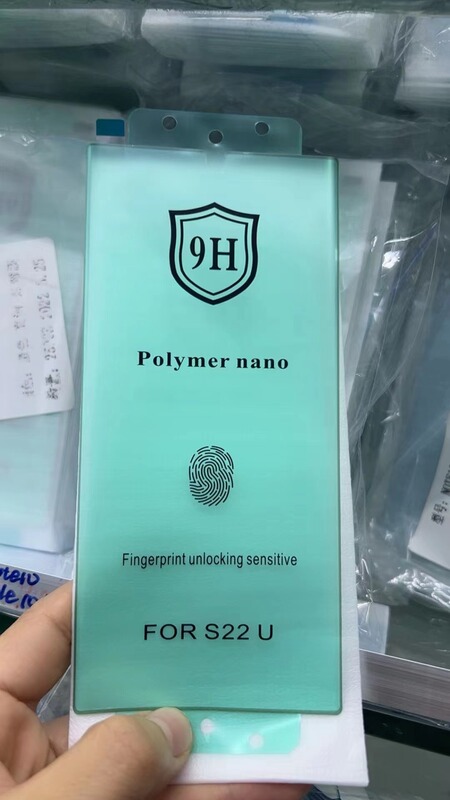 9H
Polymer nano
Fingerprint unlocking sensitive
FOR S22 U